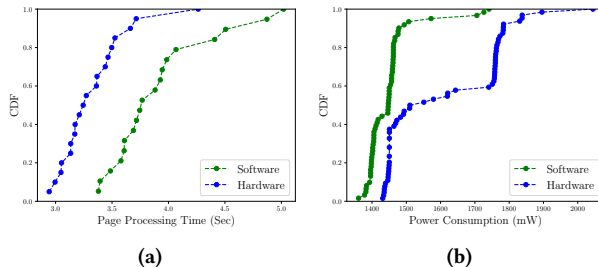 1.0
0.8
0.6
0.4
0.2
0.0
CDF
3.0 3.5 4.0 4.5 5.0
Page Processing Time (Sec)
Software
Hardware
(a)
1.0
0.8
0.6
0.4
0.2
0.0
CDF
1400 1500 1600 1700 1800 1900 2000
Power Consumption (mW)
Software
Hardware
(b)